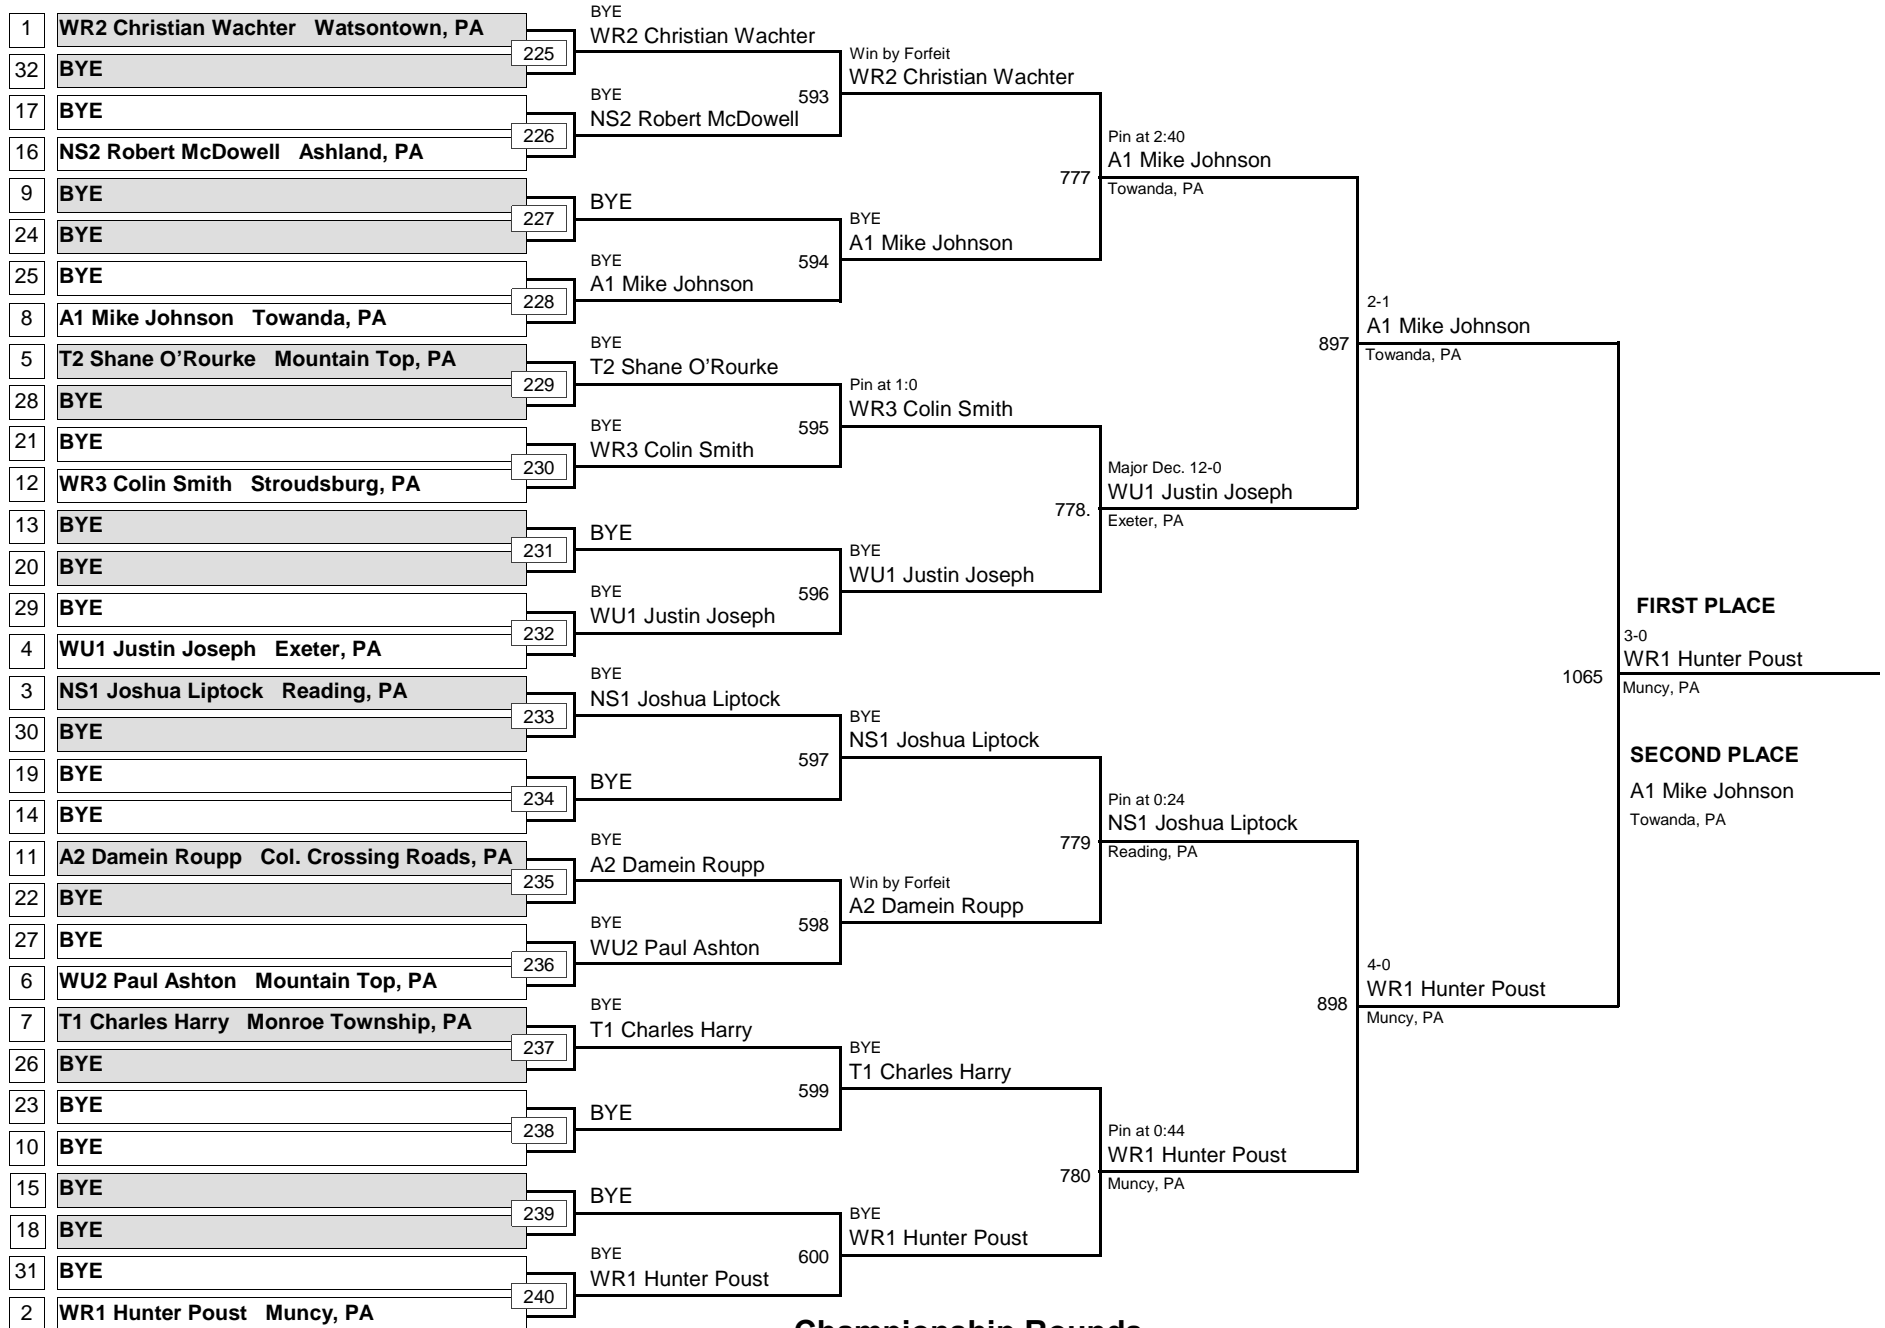 1 WR2 Christian Wachter Watsontown, PA
32 BYE
17 BYE
16 NS2 Robert McDowell Ashland, PA
9 BYE
24 BYE
25 BYE
8 A1 Mike Johnson Towanda, PA
5 T2 Shane O’Rourke Mountain Top, PA
28 BYE
21 BYE
12 WR3 Colin Smith Stroudsburg, PA
13 BYE
20 BYE
29 BYE
4 WU1 Justin Joseph Exeter, PA
3 NS1 Joshua Liptock Reading, PA
30 BYE
19 BYE
14 BYE
11 A2 Damein Roupp Col. Crossing Roads, PA
22 BYE
27 BYE
6 WU2 Paul Ashton Mountain Top, PA
7 T1 Charles Harry Monroe Township, PA
26 BYE
23 BYE
10 BYE
15 BYE
18 BYE
31 BYE
2 WR1 Hunter Poust Muncy, PA
225
226
227
228
229
230
231
232
233
234
235
236
237
238
239
240
BYE
WR2 Christian Wachter
BYE
NS2 Robert McDowell
BYE
BYE
A1 Mike Johnson
BYE
T2 Shane O’Rourke
BYE
WR3 Colin Smith
BYE
BYE
WU1 Justin Joseph
BYE
NS1 Joshua Liptock
BYE
BYE
A2 Damein Roupp
BYE
WU2 Paul Ashton
BYE
T1 Charles Harry
BYE
BYE
BYE
WR1 Hunter Poust
593
594
595
596
597
598
599
600
Win by Forfeit
WR2 Christian Wachter
BYE
A1 Mike Johnson
Pin at 1:0
WR3 Colin Smith
BYE
WU1 Justin Joseph
BYE
NS1 Joshua Liptock
Win by Forfeit
A2 Damein Roupp
BYE
T1 Charles Harry
BYE
WR1 Hunter Poust
777
778.
779
780
Pin at 2:40
A1 Mike Johnson
Towanda, PA
Major Dec. 12-0
WU1 Justin Joseph
Exeter, PA
Pin at 0:24
NS1 Joshua Liptock
Reading, PA
Pin at 0:44
WR1 Hunter Poust
Muncy, PA
897
898
2-1
A1 Mike Johnson
Towanda, PA
4-0
WR1 Hunter Poust
Muncy, PA
1065
FIRST PLACE
3-0
WR1 Hunter Poust
Muncy, PA
SECOND PLACE
A1 Mike Johnson
Towanda, PA
Championship Rounds